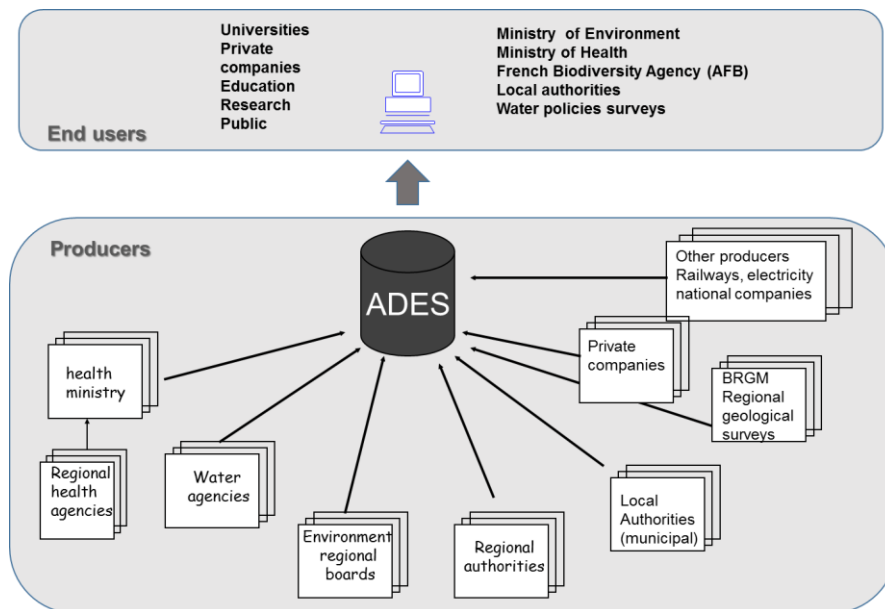 Universities
Private
companies
Education
Research
Public
Ministry of Environment
Ministry of Health
French Biodiversity Agency (AFB)
Local authorities
Water policies surveys
End users
Producers
ADES
Other producers
Railways, electricity
national companies
Private
companies
BRGM
Regional
geological
surveys
health
ministry
Regional
health
agencies
Water
agencies
Environment
regional
boards
Regional
authorities
Local
Authorities
(municipal)